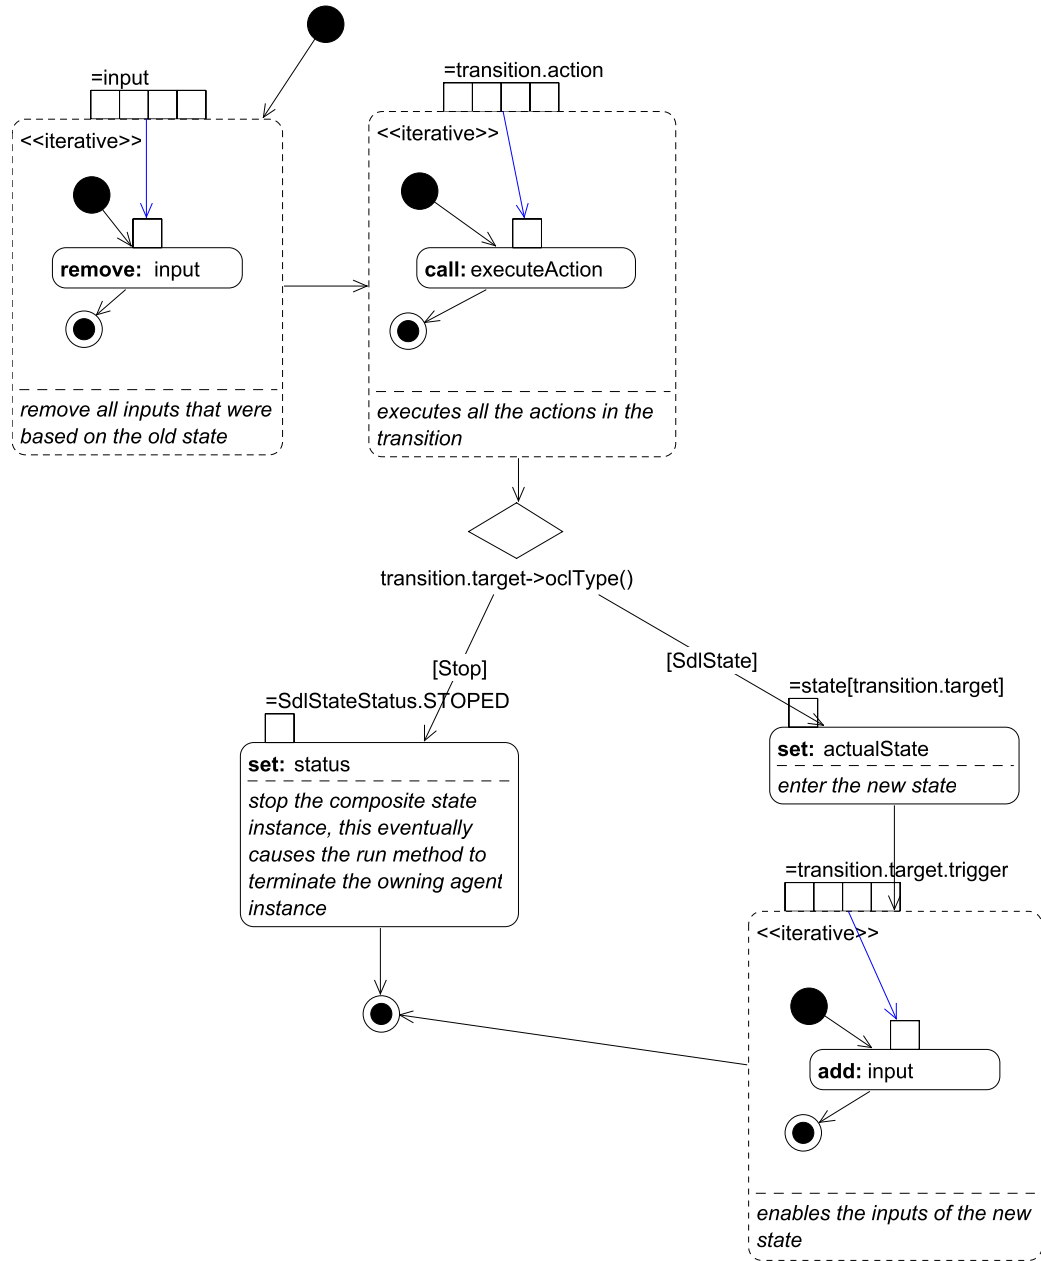 =input
<<iterative>>
remove: input
remove all inputs that were
based on the old state
=transition.action
<<iterative>>
call: executeAction
executes all the actions in the
transition
transition.target->oclType()
[Stop]
[SdlState]
=SdlStateStatus.STOPED
set: status
stop the composite state
instance, this eventually
causes the run method to
terminate the owning agent
instance
=state[transition.target]
set: actualState
enter the new state
=transition.target.trigger
<<iterative>>
add: input
enables the inputs of the new
state